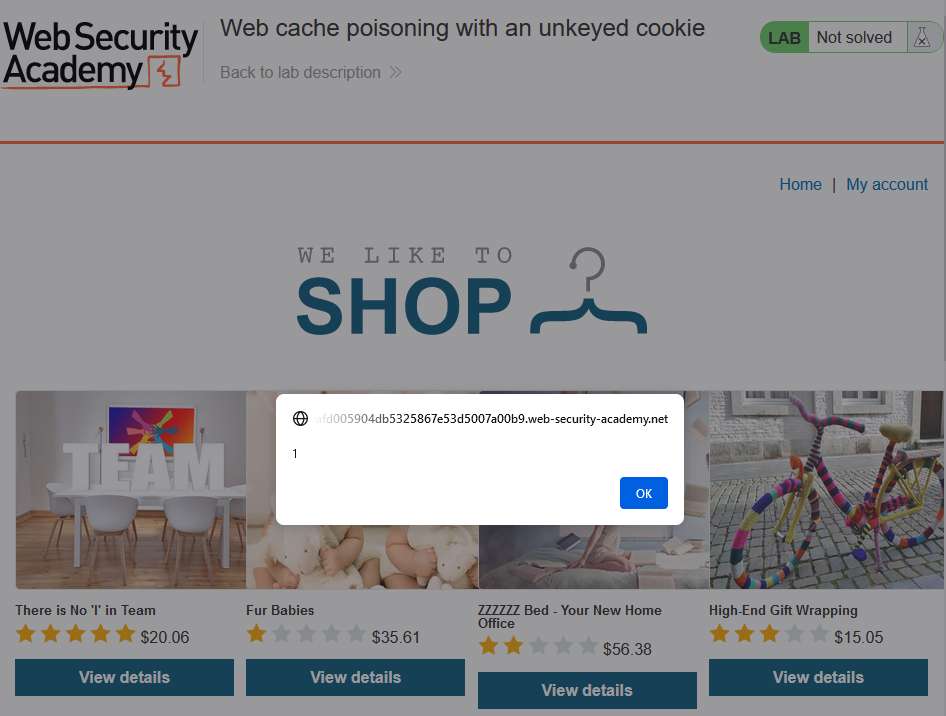 Web Security
Academy
Web cache poisoning with an unkeyed cookie
Back to lab description
LAB
Not solved
Home | My account
WE LIKE TO
SHOP
TEAM
afd005904db5325867e53d5007a00b9.web-security-academy.net
1
OK
There is No 'I' in Team
$20.06
View details
Fur Babies
$35.61
View details
ZZZZZZ Bed - Your New Home
Office
$56.38
View details
High-End Gift Wrapping
$15.05
View details